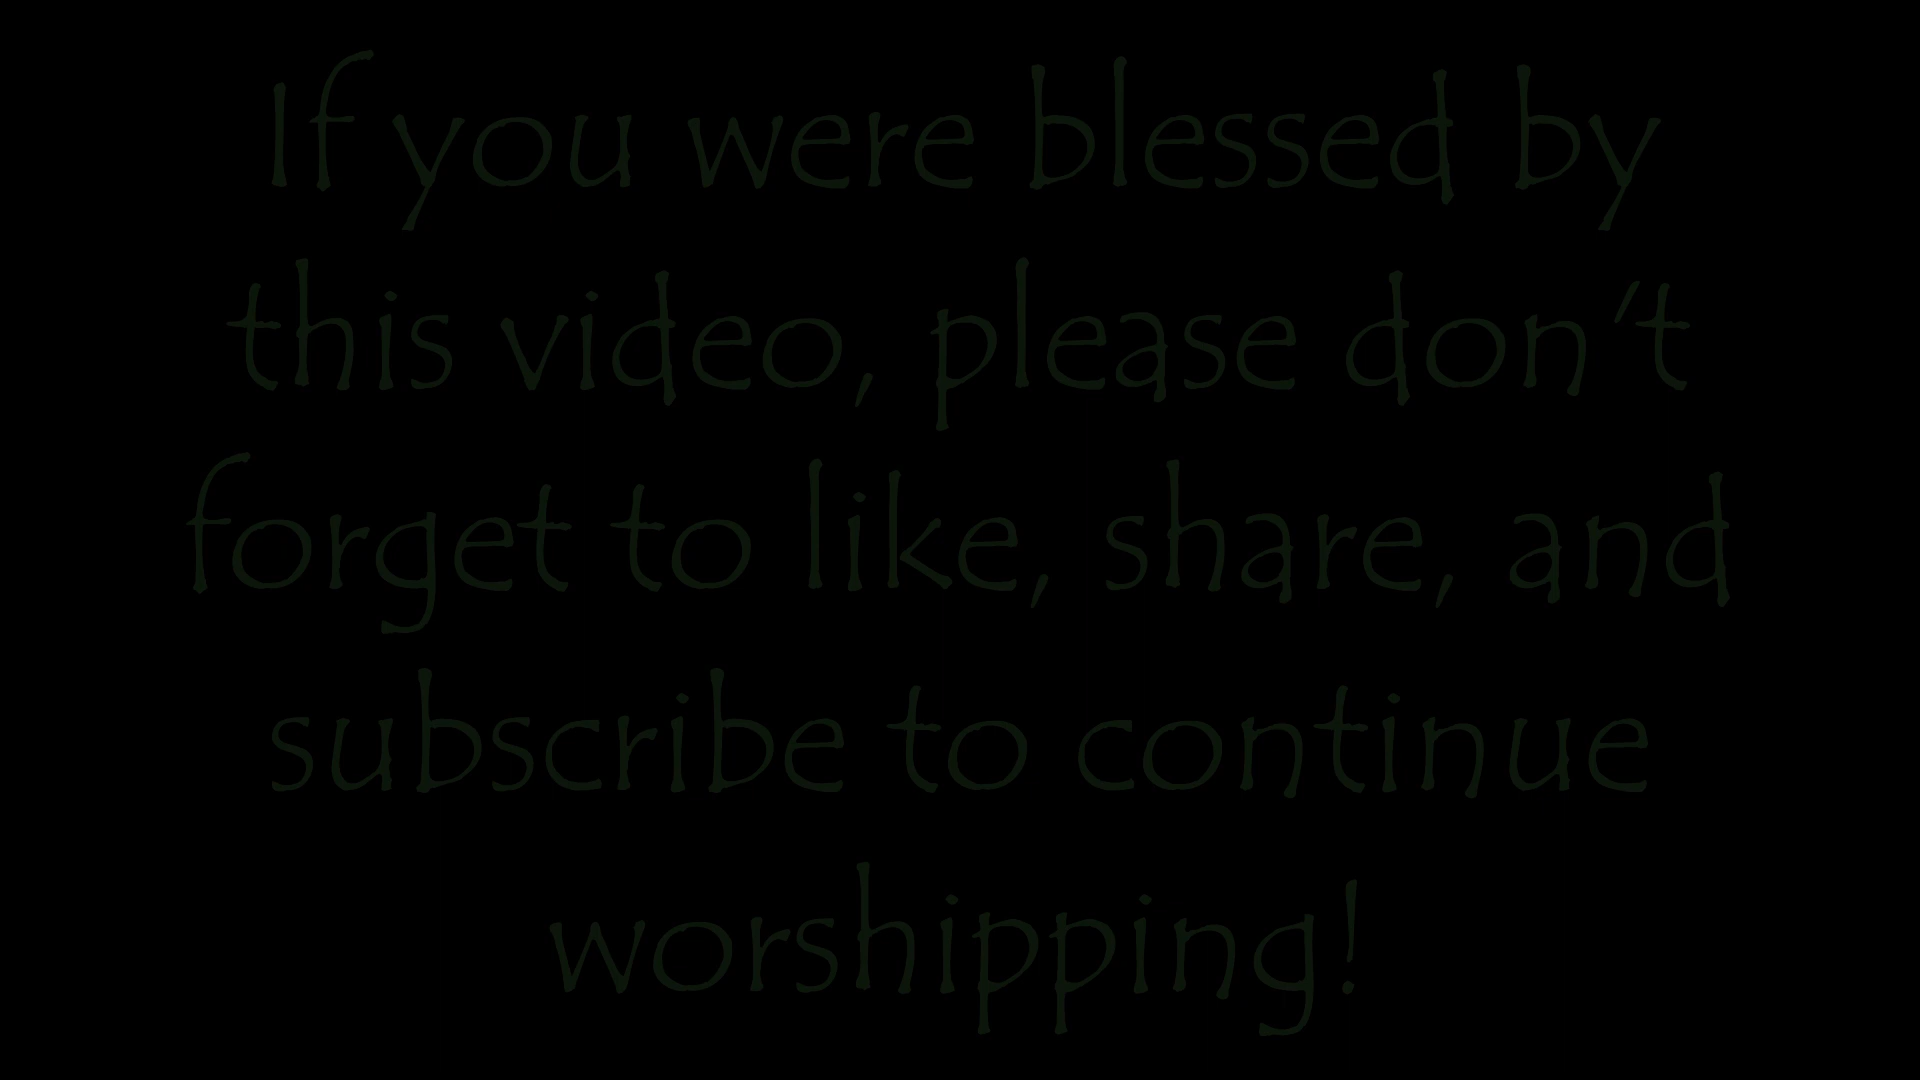 If you were blessed by
this video, please don't
forget to like, share, and
subscribe to continue
worshipping!